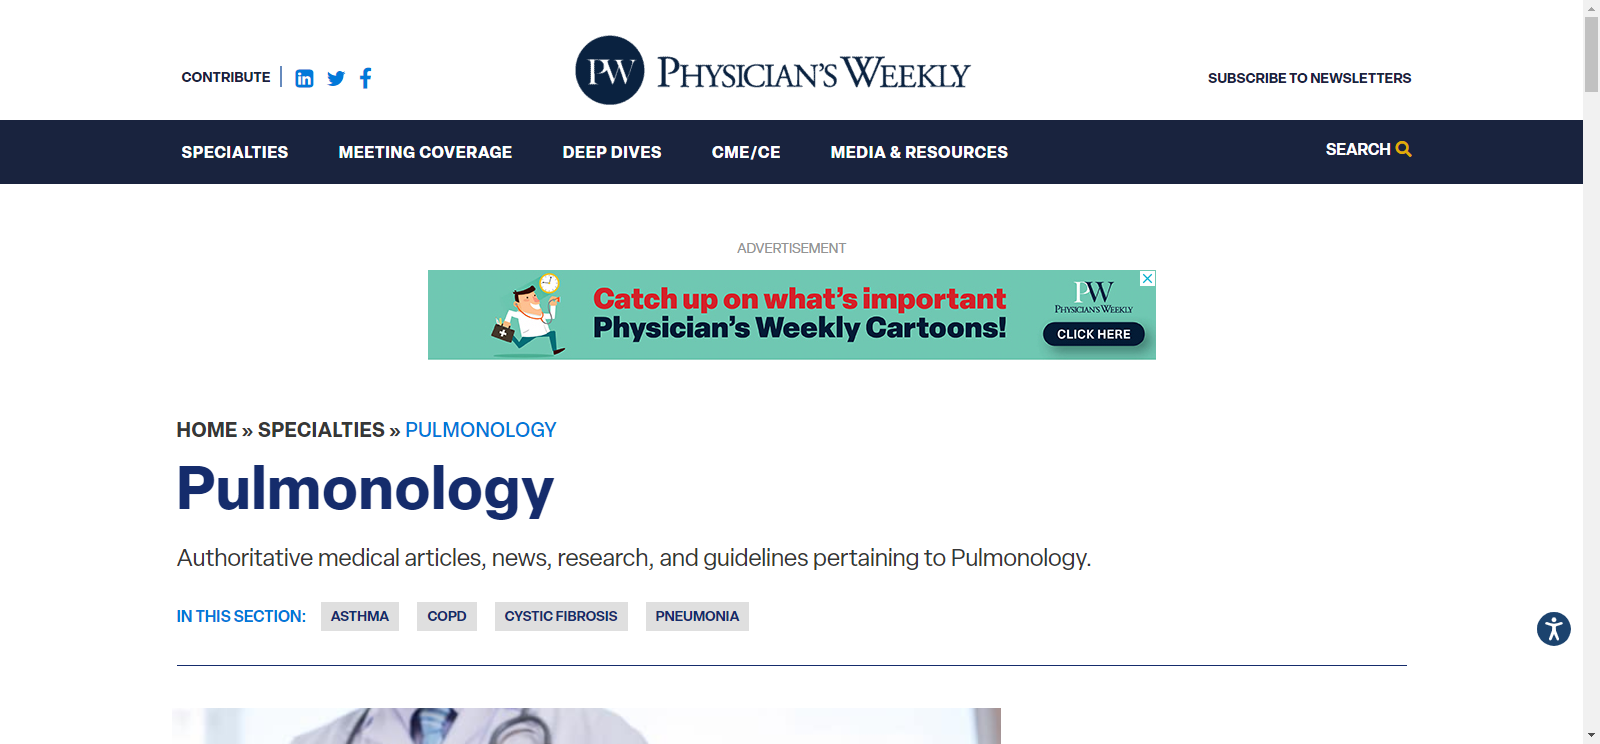 CONTRIBUTE
PW PHYSICIAN'S WEEKLY
SUBSCRIBE TO NEWSLETTERS
SPECIALTIES MEETING COVERAGE DEEP DIVES CME/CE MEDIA & RESOURCES SEARCH
ADVERTISEMENT
Catch up on what's important
Physician's Weekly Cartoons!
PW
PHYSICIAN'S WEEKLY
CLICK HERE
HOME » SPECIALTIES » PULMONOLOGY
Pulmonology
Authoritative medical articles, news, research, and guidelines pertaining to Pulmonology.
IN THIS SECTION: ASTHMA COPD CYSTIC FIBROSIS PNEUMONIA